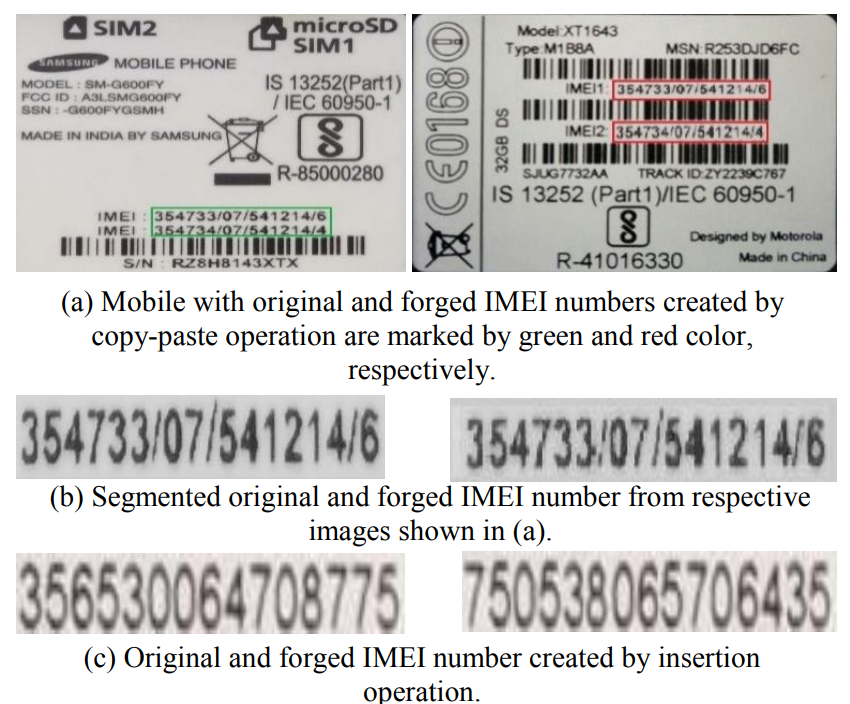 SIM2
microSD
SIM1
SAMSUNG MOBILE PHONE
MODEL : SM-G600FY
FCC ID : A3LSMG600FY
SSN : -G600FYGSMH
IS 13252(Part1)
/ IEC 60950-1
MADE IN INDIA BY SAMSUNG
R-85000280
IMEI : 354733/07/541214/6
IMEI : 354734/07/541214/4
S/N : RZ8H8143XTX
Model:XT1643
Type:M1B8A MSN: R253DJD6FC
IMEI1: 354733/07/541214/6
IMEI2: 354734/07/541214/4
CE0168
32GB DS
SJUG7732AA TRACK ID:ZY2239C767
IS 13252 (Part1)/IEC 60950-1
R-41016330
Designed by Motorola
Made in China
(a) Mobile with original and forged IMEI numbers created by
copy-paste operation are marked by green and red color,
respectively.
354733/07/541214/6
354733/07/541214/6
(b) Segmented original and forged IMEI number from respective
images shown in (a).
356530064708775
750538065706435
(c) Original and forged IMEI number created by insertion
operation.